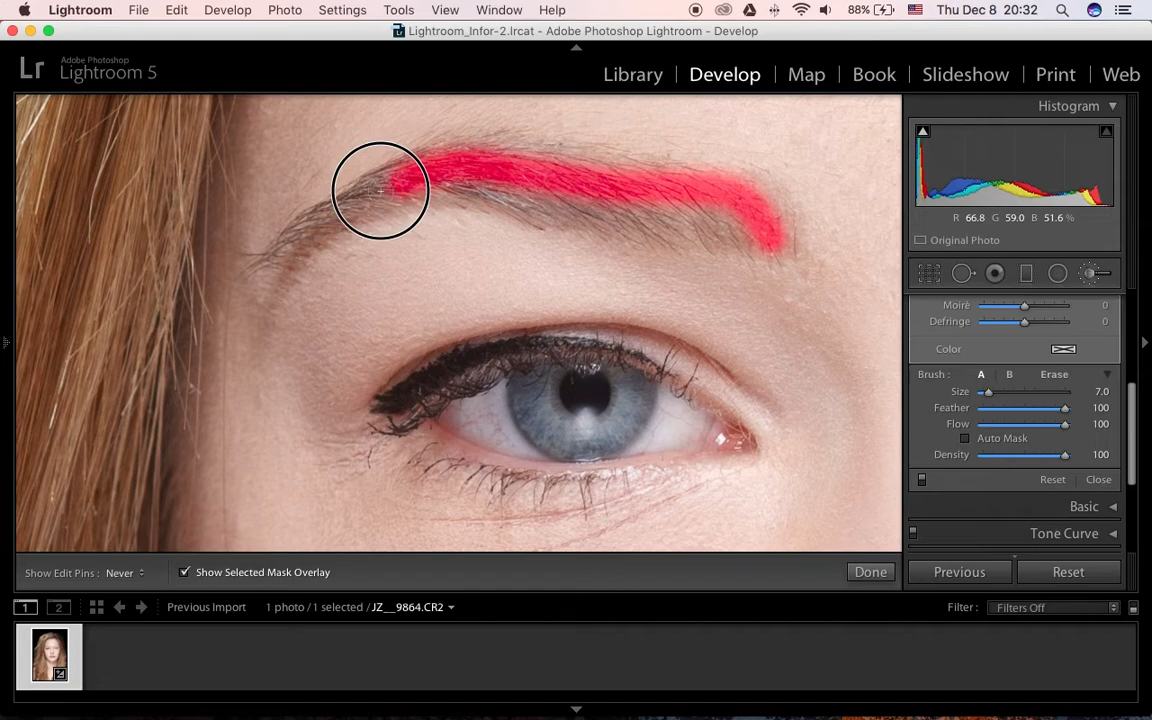 Lightroom File Edit Develop Photo Settings Tools View Window Help 88% Thu Dec 8 20:32
Lightroom_Infor-2.lrcat - Adobe Photoshop Lightroom - Develop
Lr Adobe Photoshop Lightroom 5
Library Develop Map Book Slideshow Print Web
Histogram
R 66.8 G 59.0 B 51.6 %
Original Photo
Moiré 0
Defringe 0
Color
Brush : A B Erase
Size 7.0
Feather 100
Flow 100
Auto Mask
Density 100
Reset Close
Basic
Tone Curve
Show Edit Pins : Never Show Selected Mask Overlay Done Previous Reset
1 2 Previous Import 1 photo / 1 selected / JZ__9864.CR2 Filter : Filters Off